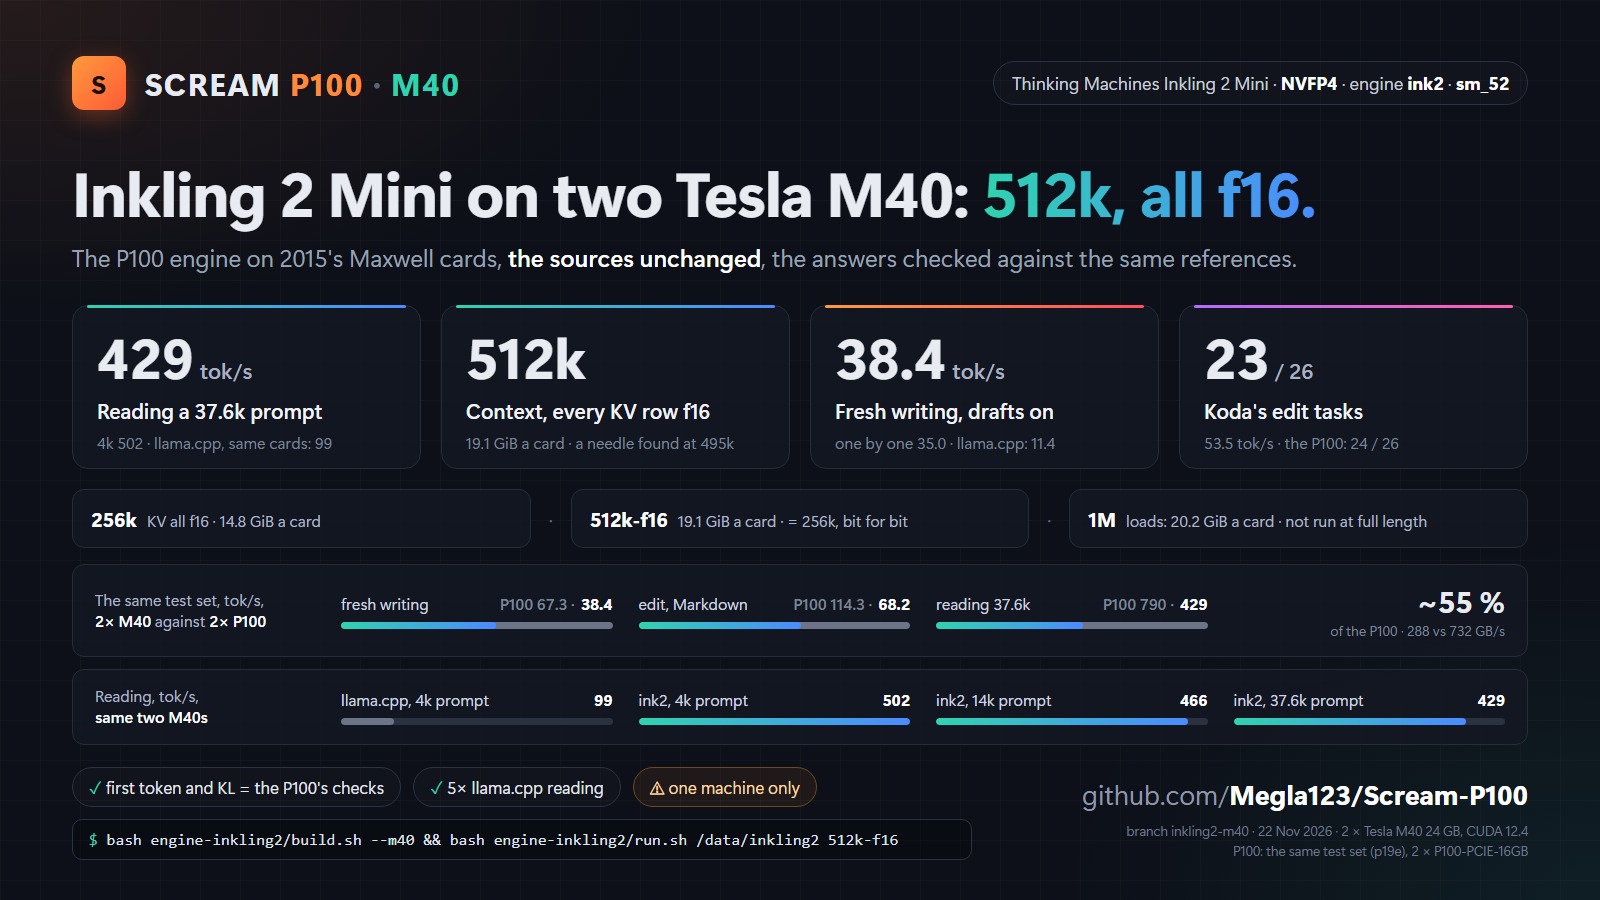 S
SCREAM P100 · M40
Thinking Machines Inkling 2 Mini · NVFP4 · engine ink2 · sm_52
Inkling 2 Mini on two Tesla M40: 512k, all f16.
The P100 engine on 2015's Maxwell cards, the sources unchanged, the answers checked against the same references.
429 tok/s
Reading a 37.6k prompt
4k 502 · llama.cpp, same cards: 99
512k
Context, every KV row f16
19.1 GiB a card · a needle found at 495k
38.4 tok/s
Fresh writing, drafts on
one by one 35.0 · llama.cpp: 11.4
23 / 26
Koda's edit tasks
53.5 tok/s · the P100: 24 / 26
256k KV all f16 · 14.8 GiB a card
·
512k-f16 19.1 GiB a card · = 256k, bit for bit
·
1M loads: 20.2 GiB a card · not run at full length
The same test set, tok/s,
2× M40 against 2× P100
fresh writing P100 67.3 · 38.4
edit, Markdown P100 114.3 · 68.2
reading 37.6k P100 790 · 429
~55 %
of the P100 · 288 vs 732 GB/s
Reading, tok/s,
same two M40s
llama.cpp, 4k prompt 99
ink2, 4k prompt 502
ink2, 14k prompt 466
ink2, 37.6k prompt 429
✓ first token and KL = the P100's checks
✓ 5× llama.cpp reading
⚠ one machine only
$ bash engine-inkling2/build.sh --m40 && bash engine-inkling2/run.sh /data/inkling2 512k-f16
github.com/Megla123/Scream-P100
branch inkling2-m40 · 22 Nov 2026 · 2 × Tesla M40 24 GB, CUDA 12.4
P100: the same test set (p19e), 2 × P100-PCIE-16GB